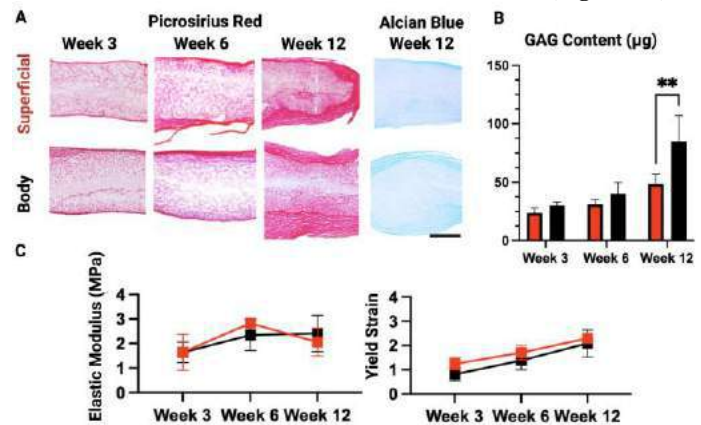 A
Picrosirius Red
Alcian Blue
Week 3
Week 6
Week 12
Week 12
Superficial
Body
B
GAG Content (µg)
150
100
50
0
**
Week 3
Week 6
Week 12
C
Elastic Modulus (MPa)
4
3
2
1
0
Week 3
Week 6
Week 12
Yield Strain
4
3
2
1
0
Week 3
Week 6
Week 12